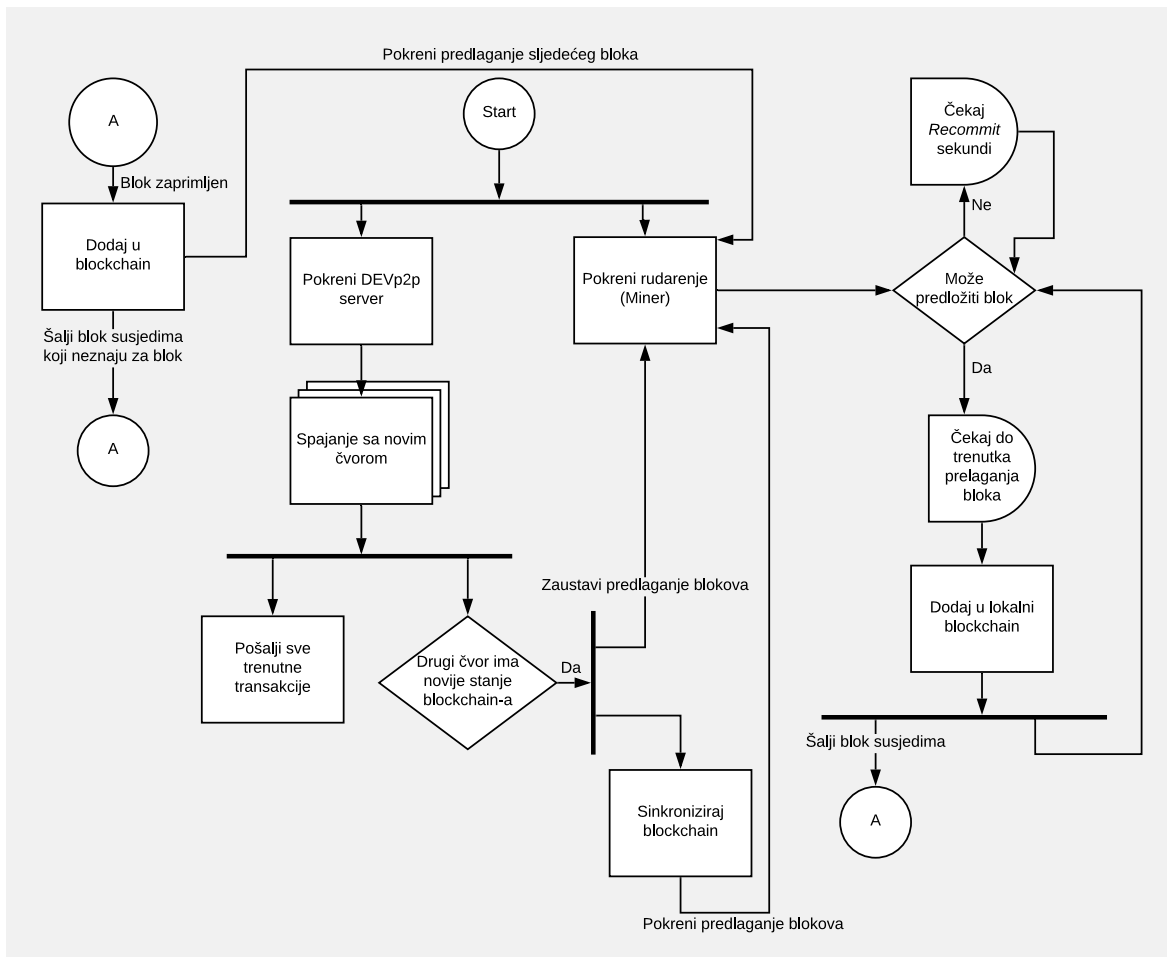 Pokreni predlaganje sljedećeg bloka
A
Blok zaprimljen
Dodaj u
blockchain
Šalji blok susjedima
koji neznaju za blok
A
Start
Pokreni DEVp2p
server
Spajanje sa novim
čvorom
Pošalji sve
trenutne
transakcije
Drugi čvor ima
novije stanje
blockchain-a
Da
Zaustavi predlaganje blokova
Sinkroniziraj
blockchain
Pokreni predlaganje blokova
Pokreni rudarenje
(Miner)
Čekaj
Recommit
sekundi
Ne
Može
predložiti blok
Da
Čekaj do
trenutka
prelaganja
bloka
Dodaj u lokalni
blockchain
Šalji blok susjedima
A